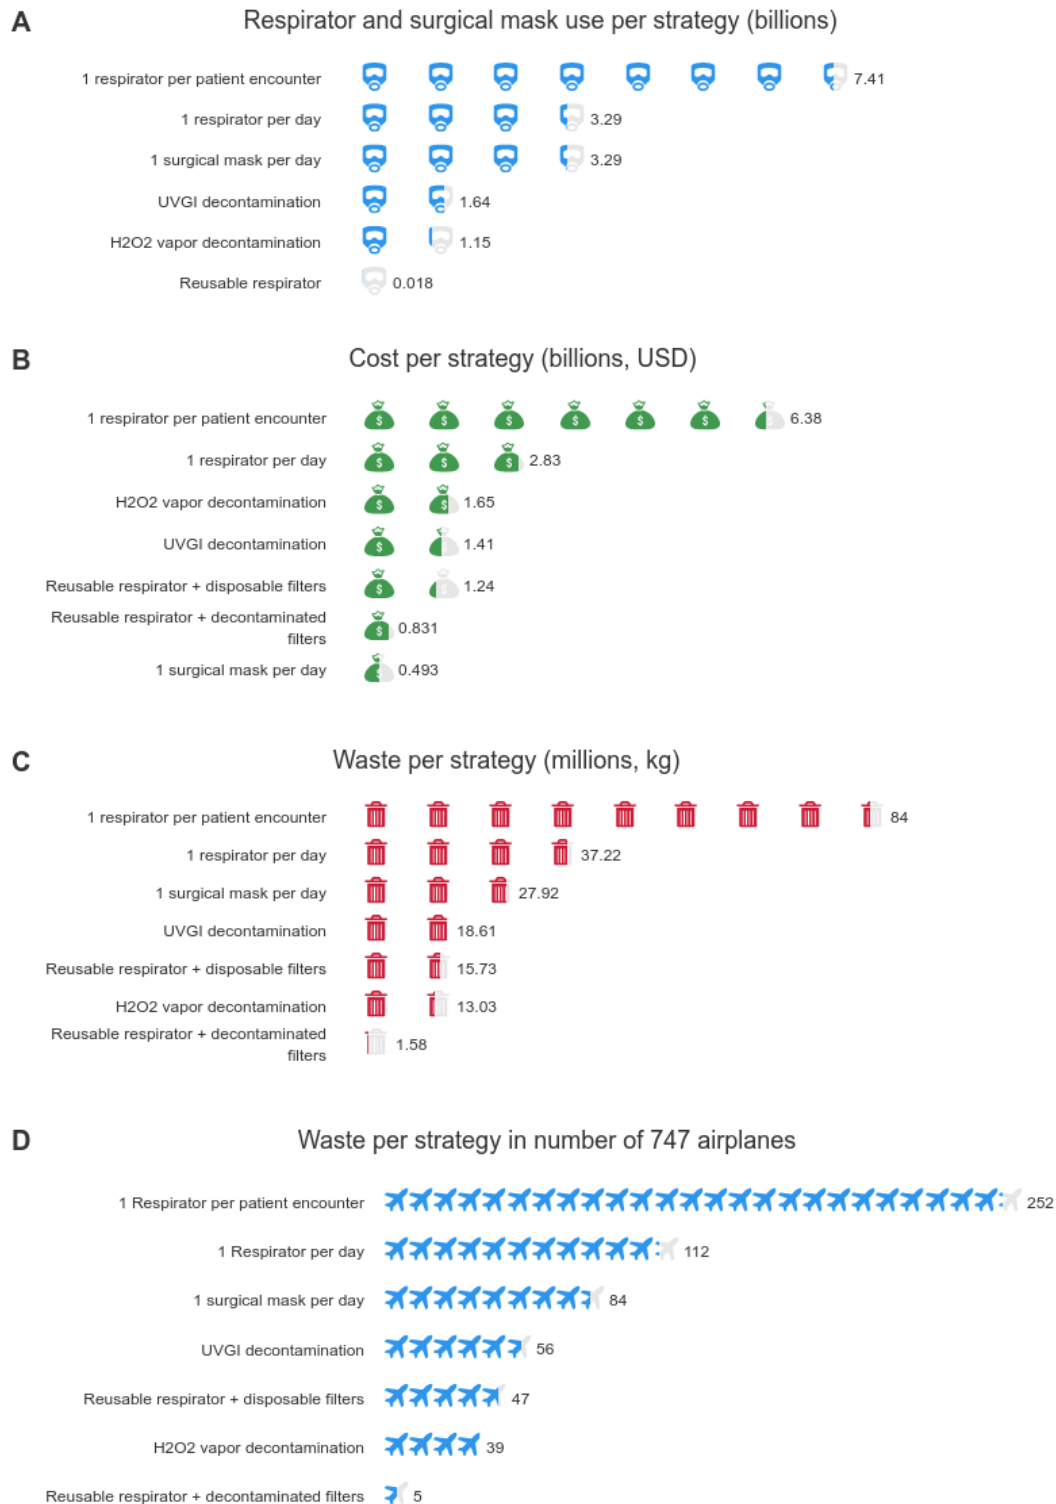 A
Respirator and surgical mask use per strategy (billions)
1 respirator per patient encounter 7.41
1 respirator per day 3.29
1 surgical mask per day 3.29
UVGI decontamination 1.64
H2O2 vapor decontamination 1.15
Reusable respirator 0.018
B
Cost per strategy (billions, USD)
1 respirator per patient encounter 6.38
1 respirator per day 2.83
H2O2 vapor decontamination 1.65
UVGI decontamination 1.41
Reusable respirator + disposable filters 1.24
Reusable respirator + decontaminated
filters 0.831
1 surgical mask per day 0.493
C
Waste per strategy (millions, kg)
1 respirator per patient encounter 84
1 respirator per day 37.22
1 surgical mask per day 27.92
UVGI decontamination 18.61
Reusable respirator + disposable filters 15.73
H2O2 vapor decontamination 13.03
Reusable respirator + decontaminated
filters 1.58
D
Waste per strategy in number of 747 airplanes
1 Respirator per patient encounter 252
1 Respirator per day 112
1 surgical mask per day 84
UVGI decontamination 56
Reusable respirator + disposable filters 47
H2O2 vapor decontamination 39
Reusable respirator + decontaminated filters 5